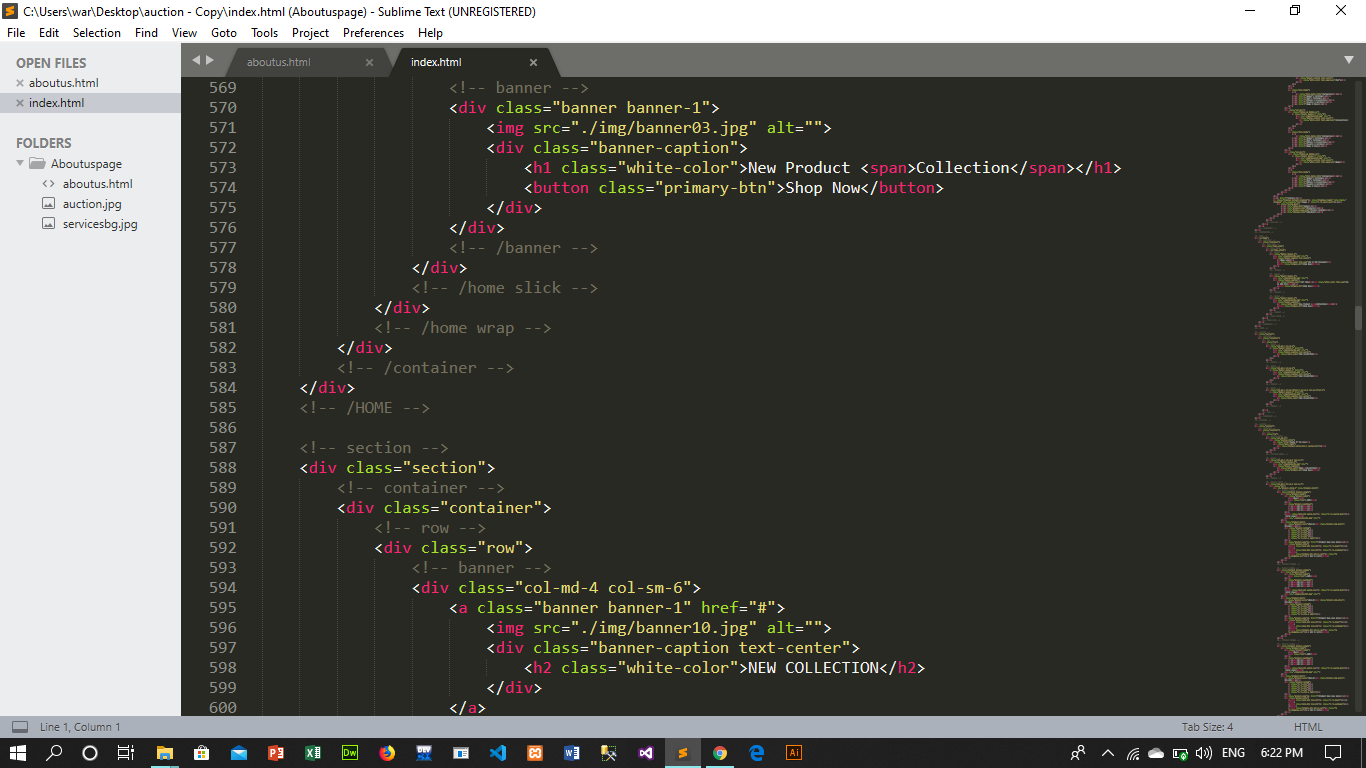 C:\Users\war\Desktop\auction - Copy\index.html (Aboutuspage) - Sublime Text (UNREGISTERED)
File Edit Selection Find View Goto Tools Project Preferences Help
OPEN FILES
aboutus.html
index.html
FOLDERS
Aboutuspage
aboutus.html
auction.jpg
servicesbg.jpg
aboutus.html index.html
569 <!-- banner -->
570 <div class="banner banner-1">
571 <img src="./img/banner03.jpg" alt="">
572 <div class="banner-caption">
573 <h1 class="white-color">New Product <span>Collection</span></h1>
574 <button class="primary-btn">Shop Now</button>
575 </div>
576 </div>
577 <!-- /banner -->
578 </div>
579 <!-- /home slick -->
580 </div>
581 <!-- /home wrap -->
582 </div>
583 <!-- /container -->
584 </div>
585 <!-- /HOME -->
586
587 <!-- section -->
588 <div class="section">
589 <!-- container -->
590 <div class="container">
591 <!-- row -->
592 <div class="row">
593 <!-- banner -->
594 <div class="col-md-4 col-sm-6">
595 <a class="banner banner-1" href="#">
596 <img src="./img/banner10.jpg" alt="">
597 <div class="banner-caption text-center">
598 <h2 class="white-color">NEW COLLECTION</h2>
599 </div>
600 </a>
Line 1, Column 1 Tab Size: 4 HTML
Dw DEV Ai ENG 6:22 PM